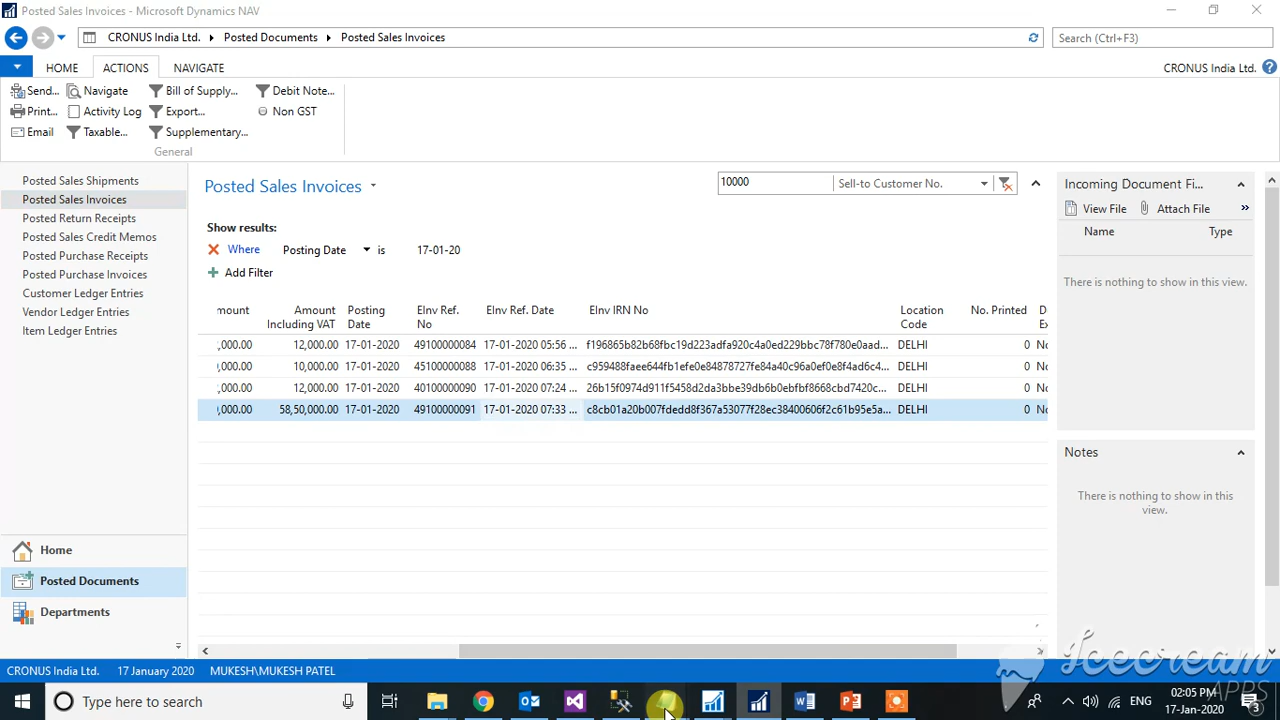 Posted Sales Invoices - Microsoft Dynamics NAV
CRONUS India Ltd. Posted Documents Posted Sales Invoices Search (Ctrl+F3)
HOME ACTIONS NAVIGATE CRONUS India Ltd.
Send... Navigate Bill of Supply... Debit Note...
Print... Activity Log Export... Non GST
Email Taxable... Supplementary...
General
Posted Sales Shipments
Posted Sales Invoices
Posted Return Receipts
Posted Sales Credit Memos
Posted Purchase Receipts
Posted Purchase Invoices
Customer Ledger Entries
Vendor Ledger Entries
Item Ledger Entries
Home
Posted Documents
Departments
Posted Sales Invoices 10000 Sell-to Customer No.
Show results:
Where Posting Date is 17-01-20
Add Filter
mount Amount Including VAT Posting Date EInv Ref. No EInv Ref. Date EInv IRN No Location Code No. Printed D Ex
,000.00 12,000.00 17-01-2020 49100000084 17-01-2020 05:56 ... f196865b82b68fbc19d223adfa920c4a0ed229bbc78f780e0aad... DELHI 0 No
,000.00 10,000.00 17-01-2020 45100000088 17-01-2020 06:35 ... c959488faee644fb1efe0e84878727fe84a40c96a0ef0e8f4ad6c4... DELHI 0 No
,000.00 12,000.00 17-01-2020 40100000090 17-01-2020 07:24 ... 26b15f0974d911f5458d2da3bbe39db6b0ebfbf8668cbd7420c... DELHI 0 No
,000.00 58,50,000.00 17-01-2020 49100000091 17-01-2020 07:33 ... c8cb01a20b007fdedd8f367a53077f28ec38400606f2c61b95e5a... DELHI 0 No
Incoming Document Fi...
View File Attach File
Name Type
There is nothing to show in this view.
Notes
There is nothing to show in this
view.
CRONUS India Ltd. 17 January 2020 MUKESH\MUKESH PATEL
Icecream
APPS
Type here to search
02:05 PM
17-Jan-2020
3